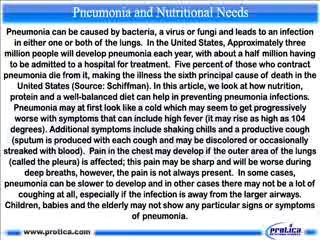 Pneumonia and Nutritional Needs
Pneumonia can be caused by bacteria, a virus or fungi and leads to an infection
in either one or both of the lungs. In the United States, Approximately three
million people will develop pneumonia each year, with about a half million having
to be admitted to a hospital for treatment. Five percent of those who contract
pneumonia die from it, making the illness the sixth principal cause of death in the
United States (Source: Schiffman). In this article, we look at how nutrition,
protein and a well-balanced diet can help in preventing pneumonia infections.
Pneumonia may at first look like a cold which may seem to get progressively
worse with symptoms that can include high fever (it may rise as high as 104
degrees). Additional symptoms include shaking chills and a productive cough
(sputum is produced with each cough and may be discolored or occasionally
streaked with blood). Pain in the chest may develop if the outer area of the lungs
(called the pleura) is affected; this pain may be sharp and will be worse during
deep breaths, however, the pain is not always present. In some cases,
pneumonia can be slower to develop and in other cases there may not be a lot of
coughing at all, especially if the infection is away from the larger airways.
Children, babies and the elderly may not show any particular signs or symptoms
of pneumonia.
www.protica.com
protica